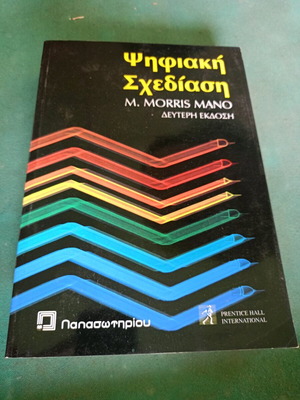 Ψηφιακή
Σχεδίαση
M. MORRIS MANO
ΔΕΥΤΕΡΗ ΕΚΔΟΣΗ
Παπασωτηρίου
PRENTICE HALL
INTERNATIONAL